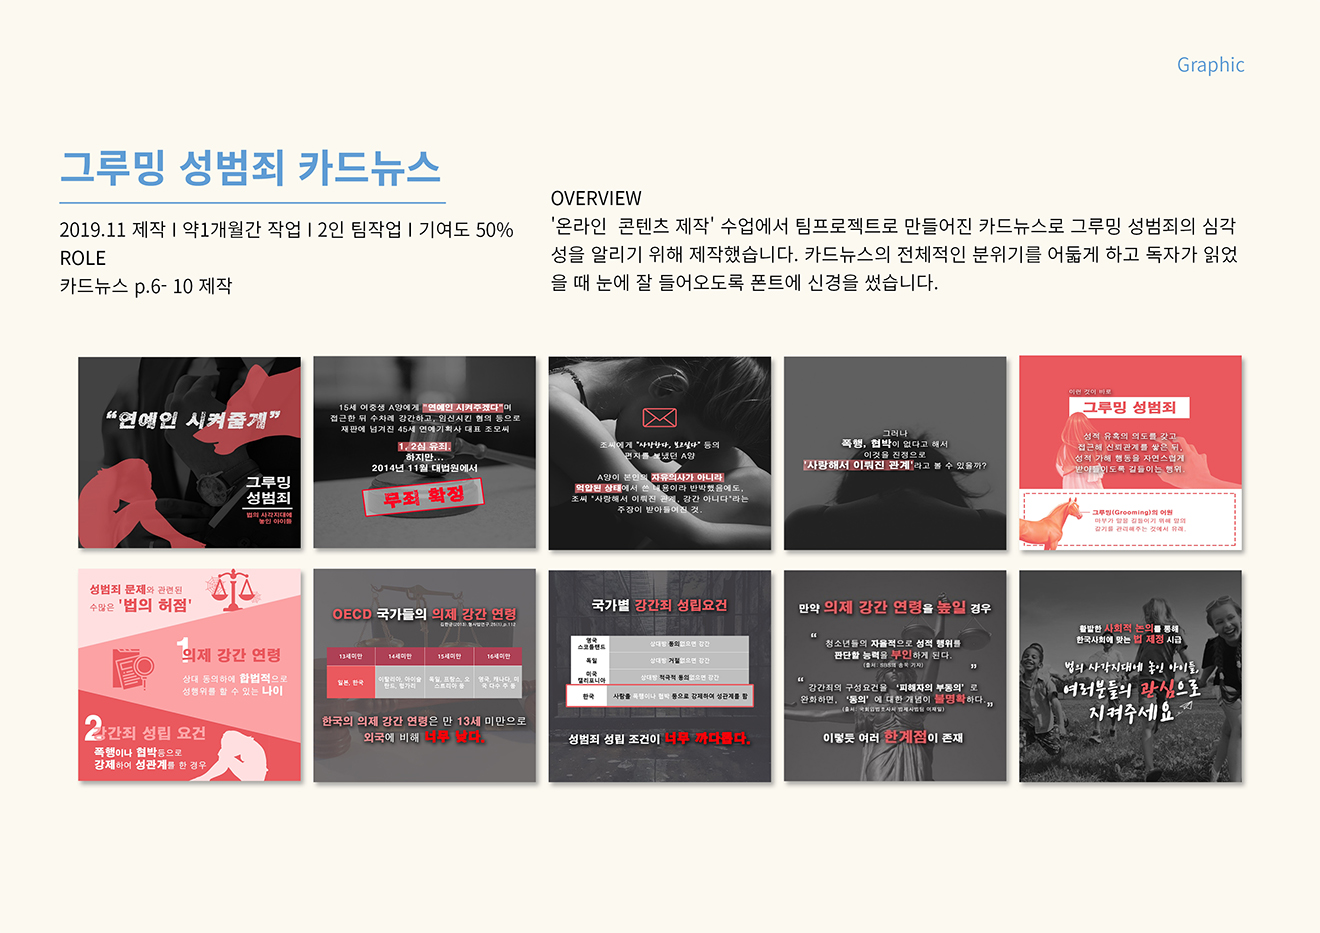 Graphic
그루밍 성범죄 카드뉴스
2019.11 제작 I 약1개월간 작업 I 2인 팀작업 I 기여도 50%
ROLE
카드뉴스 p.6- 10 제작
OVERVIEW
'온라인 콘텐츠 제작' 수업에서 팀프로젝트로 만들어진 카드뉴스로 그루밍 성범죄의 심각
성을 알리기 위해 제작했습니다. 카드뉴스의 전체적인 분위기를 어둡게 하고 독자가 읽었
을 때 눈에 잘 들어오도록 폰트에 신경을 썼습니다.
“연예인 시켜줄게”
그루밍
성범죄
법의 사각지대에
놓인 아이들
15세 여중생 A양에게 "연예인 시켜주겠다"며
접근한 뒤 수차례 강간하고, 임신시킨 혐의 등으로
재판에 넘겨진 45세 연예기획사 대표 조모씨
1, 2심 유죄.
하지만...
2014년 11월 대법원에서
무죄 확정
조씨에게 "사랑한다, 보고싶다" 등의
편지를 보냈던 A양
A양이 본인의 자유의사가 아니라
억압된 상태에서 쓴 내용이라 반박했음에도,
조씨 "사랑해서 이뤄진 관계, 강간 아니다"라는
주장이 받아들여진 것.
그러나
폭행, 협박이 없다고 해서
이것을 진정으로
'사랑해서 이뤄진 관계'라고 볼 수 있을까?
이런 것이 바로
그루밍 성범죄
성적 유혹의 의도를 갖고
접근해 신뢰관계를 쌓은 뒤,
성적 가해 행동을 자연스럽게
받아들이도록 길들이는 행위.
그루밍(Grooming)의 어원
마부가 말을 길들이기 위해 말의
갈기를 관리해주는 것에서 유래.
성범죄 문제와 관련된
수많은 '법의 허점'
1
의제 강간 연령
상대 동의하에 합법적으로
성행위를 할 수 있는 나이
2
강간죄 성립 요건
폭행이나 협박등으로
강제하여 성관계를 한 경우
OECD 국가들의 의제 강간 연령
13세미만 14세미만 15세미만 16세미만
일본, 한국 이탈리아, 아이슬란드, 헝가리 독일, 프랑스, 오스트리아 등 영국, 캐나다, 미국 다수 주 등
한국의 의제 강간 연령은 만 13세 미만으로
외국에 비해 너무 낮다.
국가별 강간죄 성립요건
영국 스코틀랜드 상대방 동의없으면 강간
독일 상대방 거절없으면 강간
미국 캘리포니아 상대방 적극적 동의없으면 강간
한국 사람을 폭행이나 협박 등으로 강제하여 성관계를 함
성범죄 성립 조건이 너무 까다롭다.
만약 의제 강간 연령을 높일 경우
“ 청소년들의 자율적으로 성적 행위를
판단할 능력을 부인하게 된다.
(출처: SBS의 송욱 기자) ”
“ 강간죄의 구성요건을 '피해자의 부동의' 로
완화하면, '동의' 에 대한 개념이 불명확하다. ”
이렇듯 여러 한계점이 존재
활발한 사회적 논의를 통해
한국사회에 맞는 법 제정 시급
법의 사각지대에 놓인 아이들,
여러분들의 관심으로
지켜주세요